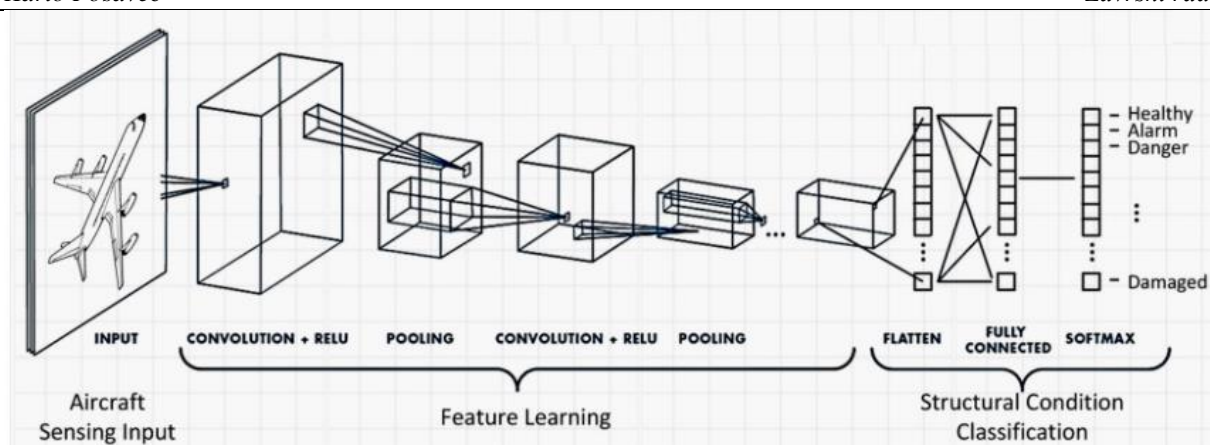 Healthy
Alarm
Danger
Damaged
INPUT
CONVOLUTION + RELU
POOLING
CONVOLUTION + RELU
POOLING
FLATTEN
FULLY
CONNECTED
SOFTMAX
Aircraft
Sensing Input
Feature Learning
Structural Condition
Classification